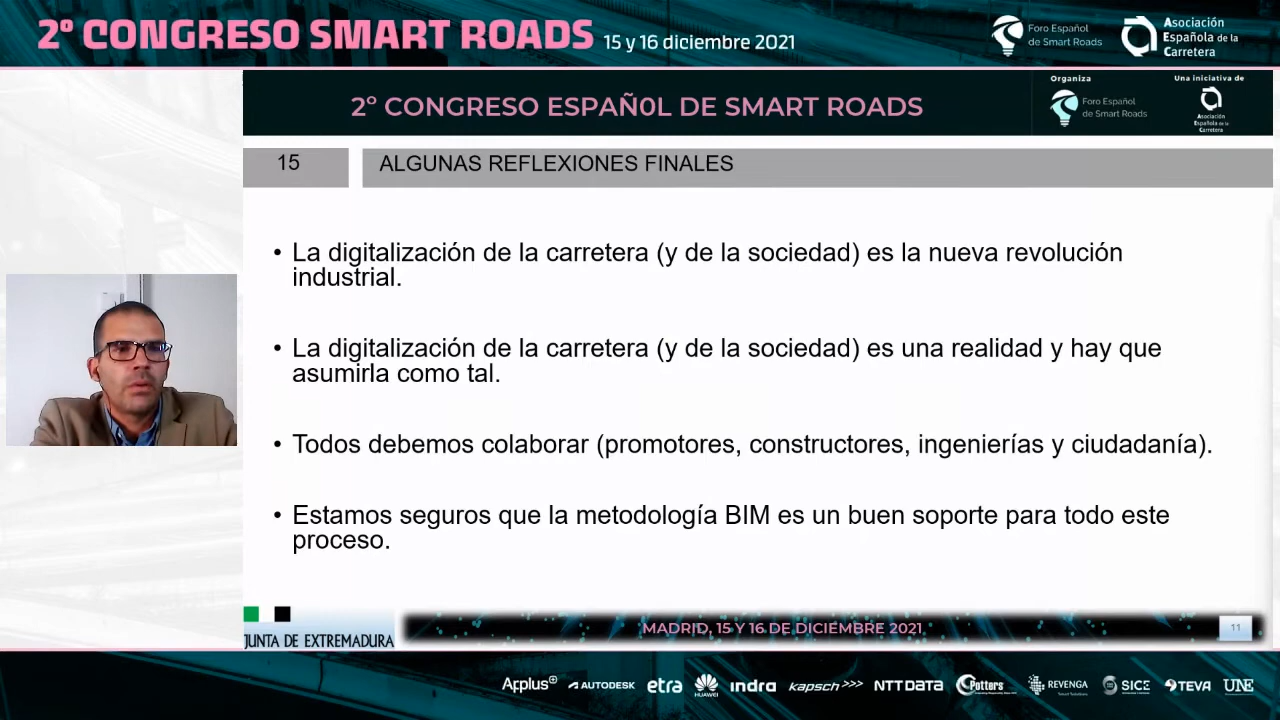 2º CONGRESO SMART ROADS 15 y 16 diciembre 2021
Foro Español
de Smart Roads
Asociación
Española de la
Carretera
2º CONGRESO ESPAÑ0L DE SMART ROADS
Organiza
Foro Español
de Smart Roads
Una iniciativa de
Asociación
Española de la
Carretera
15
ALGUNAS REFLEXIONES FINALES
• La digitalización de la carretera (y de la sociedad) es la nueva revolución
industrial.
• La digitalización de la carretera (y de la sociedad) es una realidad y hay que
asumirla como tal.
• Todos debemos colaborar (promotores, constructores, ingenierías y ciudadanía).
• Estamos seguros que la metodología BIM es un buen soporte para todo este
proceso.
JUNTA DE EXTREMADURA
MADRID, 15 Y 16 DE DICIEMBRE 2021
11
Applus+ AUTODESK etra HUAWEI indra kapsch >>> NTT DATA Potters REVENGA SICE TEVA UNE